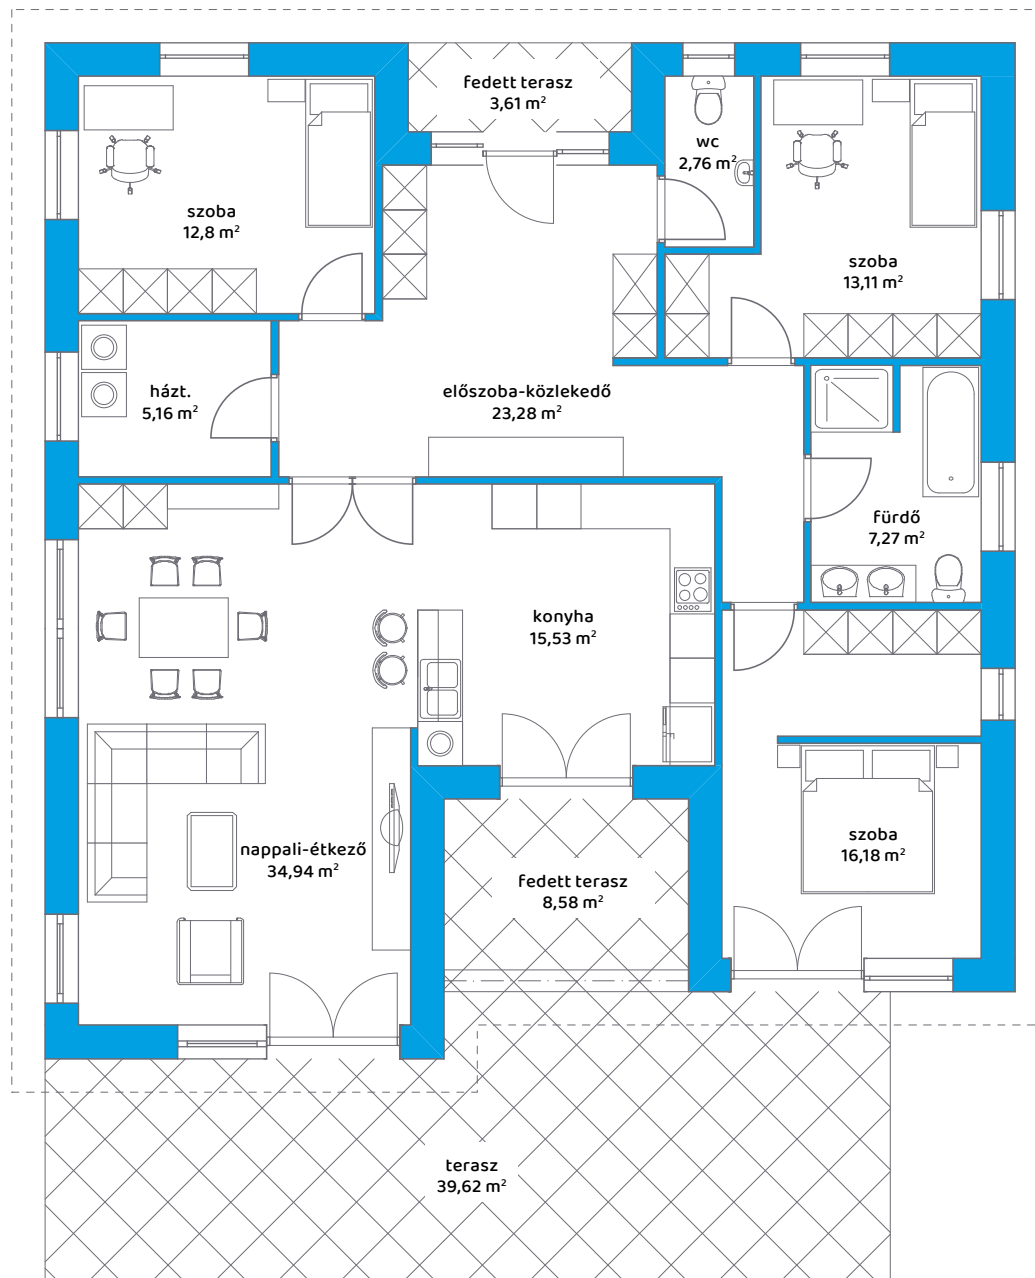 fedett terasz
3,61 m²
wc
2,76 m²
szoba
12,8 m²
szoba
13,11 m²
házt.
5,16 m²
előszoba-közlekedő
23,28 m²
fürdő
7,27 m²
konyha
15,53 m²
nappali-étkező
34,94 m²
szoba
16,18 m²
fedett terasz
8,58 m²
terasz
39,62 m²